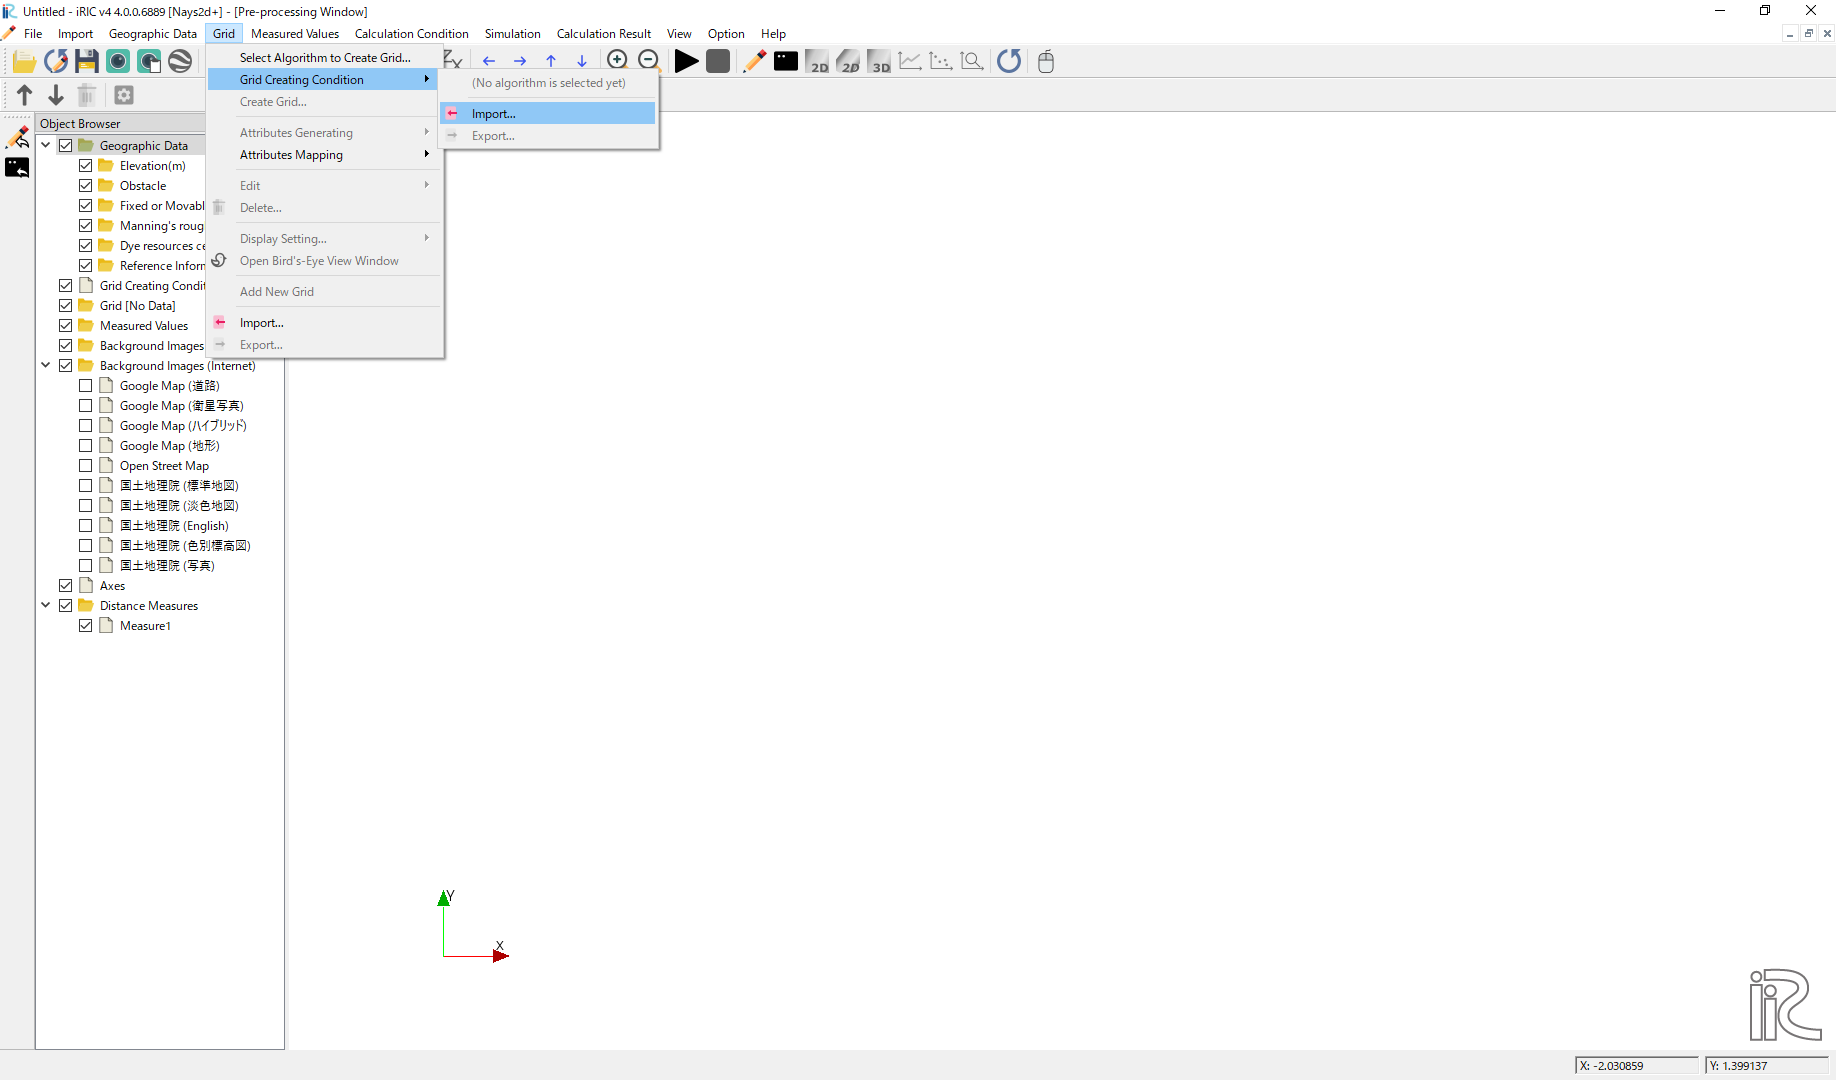 Untitled - iRIC v4 4.0.0.6889 [Nays2d+] - [Pre-processing Window]
File Import Geographic Data Grid Measured Values Calculation Condition Simulation Calculation Result View Option Help
2D 2D 3D
Select Algorithm to Create Grid...
Grid Creating Condition
Create Grid...
Attributes Generating
Attributes Mapping
Edit
Delete...
Display Setting...
Open Bird's-Eye View Window
Add New Grid
Import...
Export...
(No algorithm is selected yet)
Import...
Export...
Object Browser
Geographic Data
Elevation(m)
Obstacle
Fixed or Movabl
Manning's roug
Dye resources ce
Reference Inforn
Grid Creating Condit
Grid [No Data]
Measured Values
Background Images
Background Images (Internet)
Google Map (道路)
Google Map (衛星写真)
Google Map (ハイブリッド)
Google Map (地形)
Open Street Map
国土地理院 (標準地図)
国土地理院 (淡色地図)
国土地理院 (English)
国土地理院 (色別標高図)
国土地理院 (写真)
Axes
Distance Measures
Measure1
Y
X
iRIC
X: -2.030859 Y: 1.399137